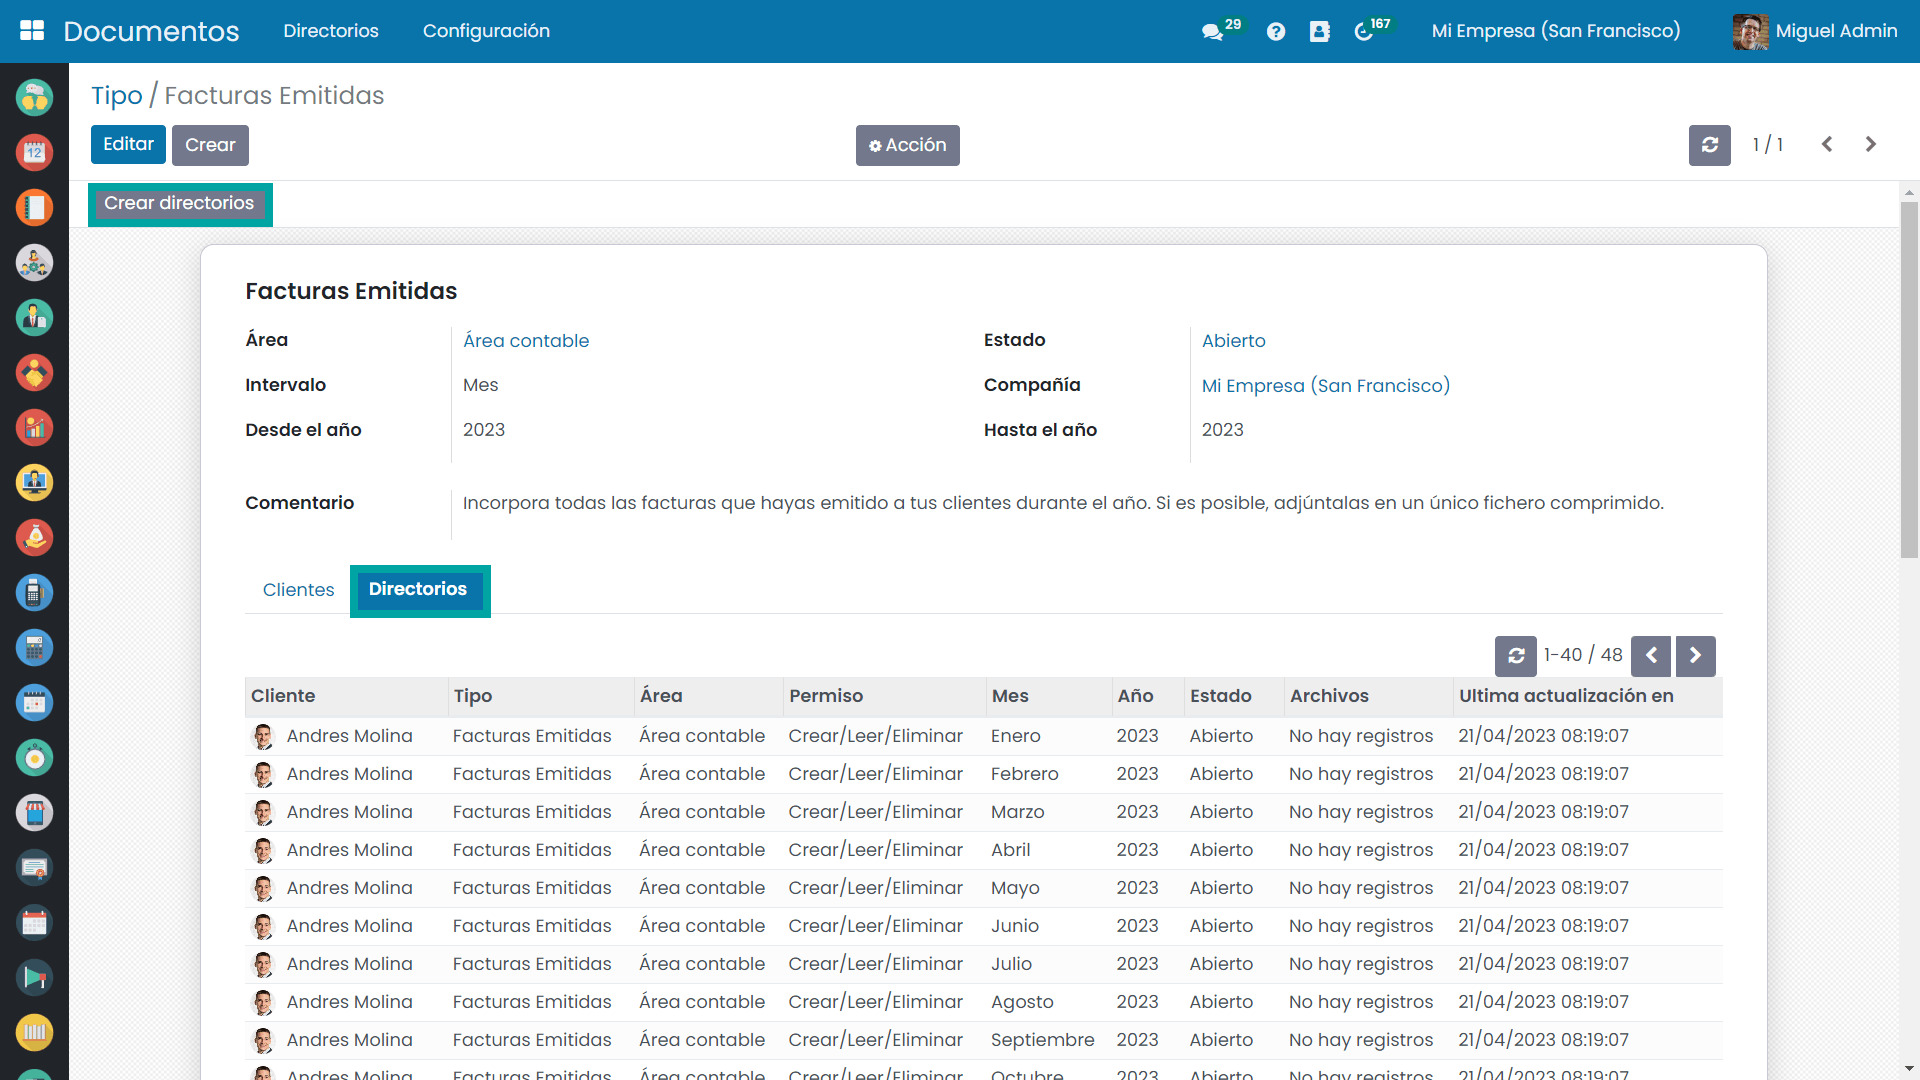 Documentos Directorios Configuración 29 167 Mi Empresa (San Francisco) Miguel Admin
Tipo / Facturas Emitidas
Editar Crear Acción 1 / 1
Crear directorios
Facturas Emitidas
Área Área contable Estado Abierto
Intervalo Mes Compañía Mi Empresa (San Francisco)
Desde el año 2023 Hasta el año 2023
Comentario Incorpora todas las facturas que hayas emitido a tus clientes durante el año. Si es posible, adjúntalas en un único fichero comprimido.
Clientes Directorios
1-40 / 48
Cliente Tipo Área Permiso Mes Año Estado Archivos Ultima actualización en
Andres Molina Facturas Emitidas Área contable Crear/Leer/Eliminar Enero 2023 Abierto No hay registros 21/04/2023 08:19:07
Andres Molina Facturas Emitidas Área contable Crear/Leer/Eliminar Febrero 2023 Abierto No hay registros 21/04/2023 08:19:07
Andres Molina Facturas Emitidas Área contable Crear/Leer/Eliminar Marzo 2023 Abierto No hay registros 21/04/2023 08:19:07
Andres Molina Facturas Emitidas Área contable Crear/Leer/Eliminar Abril 2023 Abierto No hay registros 21/04/2023 08:19:07
Andres Molina Facturas Emitidas Área contable Crear/Leer/Eliminar Mayo 2023 Abierto No hay registros 21/04/2023 08:19:07
Andres Molina Facturas Emitidas Área contable Crear/Leer/Eliminar Junio 2023 Abierto No hay registros 21/04/2023 08:19:07
Andres Molina Facturas Emitidas Área contable Crear/Leer/Eliminar Julio 2023 Abierto No hay registros 21/04/2023 08:19:07
Andres Molina Facturas Emitidas Área contable Crear/Leer/Eliminar Agosto 2023 Abierto No hay registros 21/04/2023 08:19:07
Andres Molina Facturas Emitidas Área contable Crear/Leer/Eliminar Septiembre 2023 Abierto No hay registros 21/04/2023 08:19:07
Andres Molina Facturas Emitidas Área contable Crear/Leer/Eliminar Octubre 2023 Abierto No hay registros 21/04/2023 08:19:07